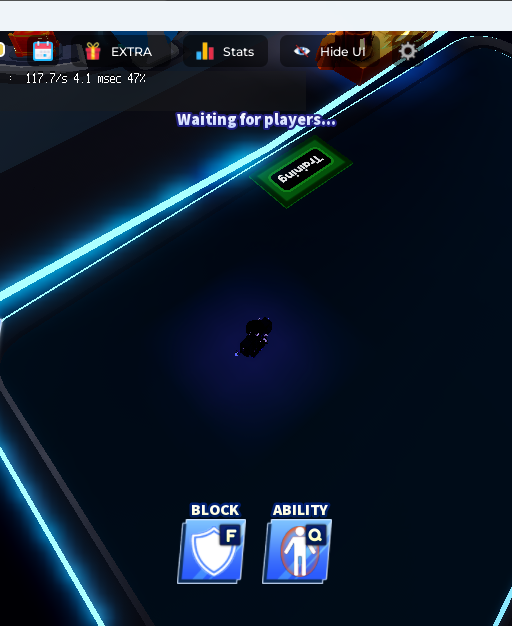 EXTRA
Stats
Hide UI
: 117.7/s 4.1 msec 47%
Waiting for players...
Training
BLOCK
ABILITY
F
Q